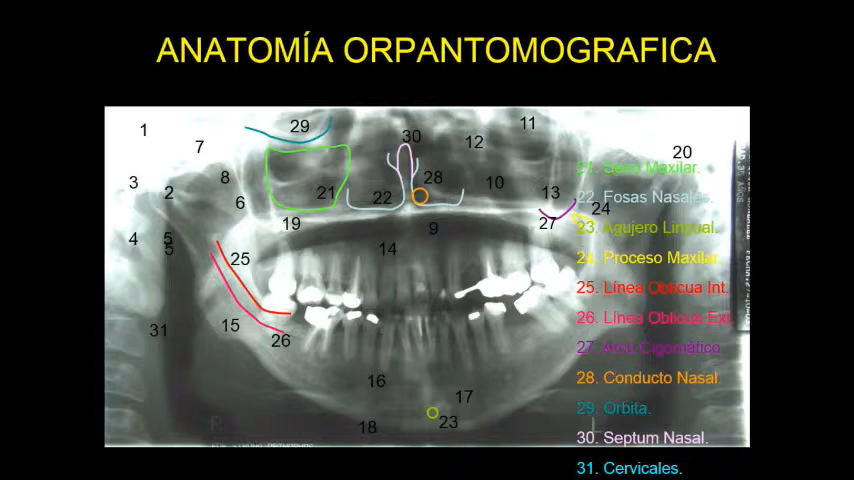 ANATOMÍA ORPANTOMOGRAFICA
1
29
30
12
11
7
20
3
2
8
21
22
28
10
13
6
19
9
27
24
4
5
5
14
25
31
15
26
16
17
18
23
R
L
21. Seno Maxilar.
22. Fosas Nasales.
23. Agujero Lingual.
24. Proceso Maxilar.
25. Línea Oblicua Int.
26. Línea Oblicua Ext.
27. Arco Cigomático
28. Conducto Nasal
29. Orbita.
30. Septum Nasal.
31. Cervicales.